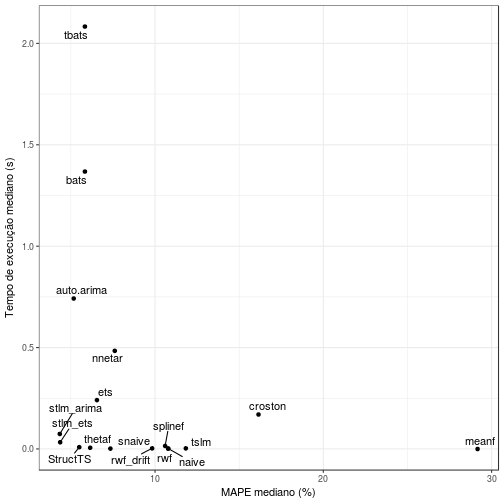 Tempo de execução mediano (s)
2.0
1.5
1.0
0.5
0.0
tbats
bats
auto.arima
nnetar
ets
stlm_arima
croston
stlm_ets
splinef
thetaf
snaive
tslm
meanf
StructTS
rwf_drift
rwf
naive
10
20
30
MAPE mediano (%)